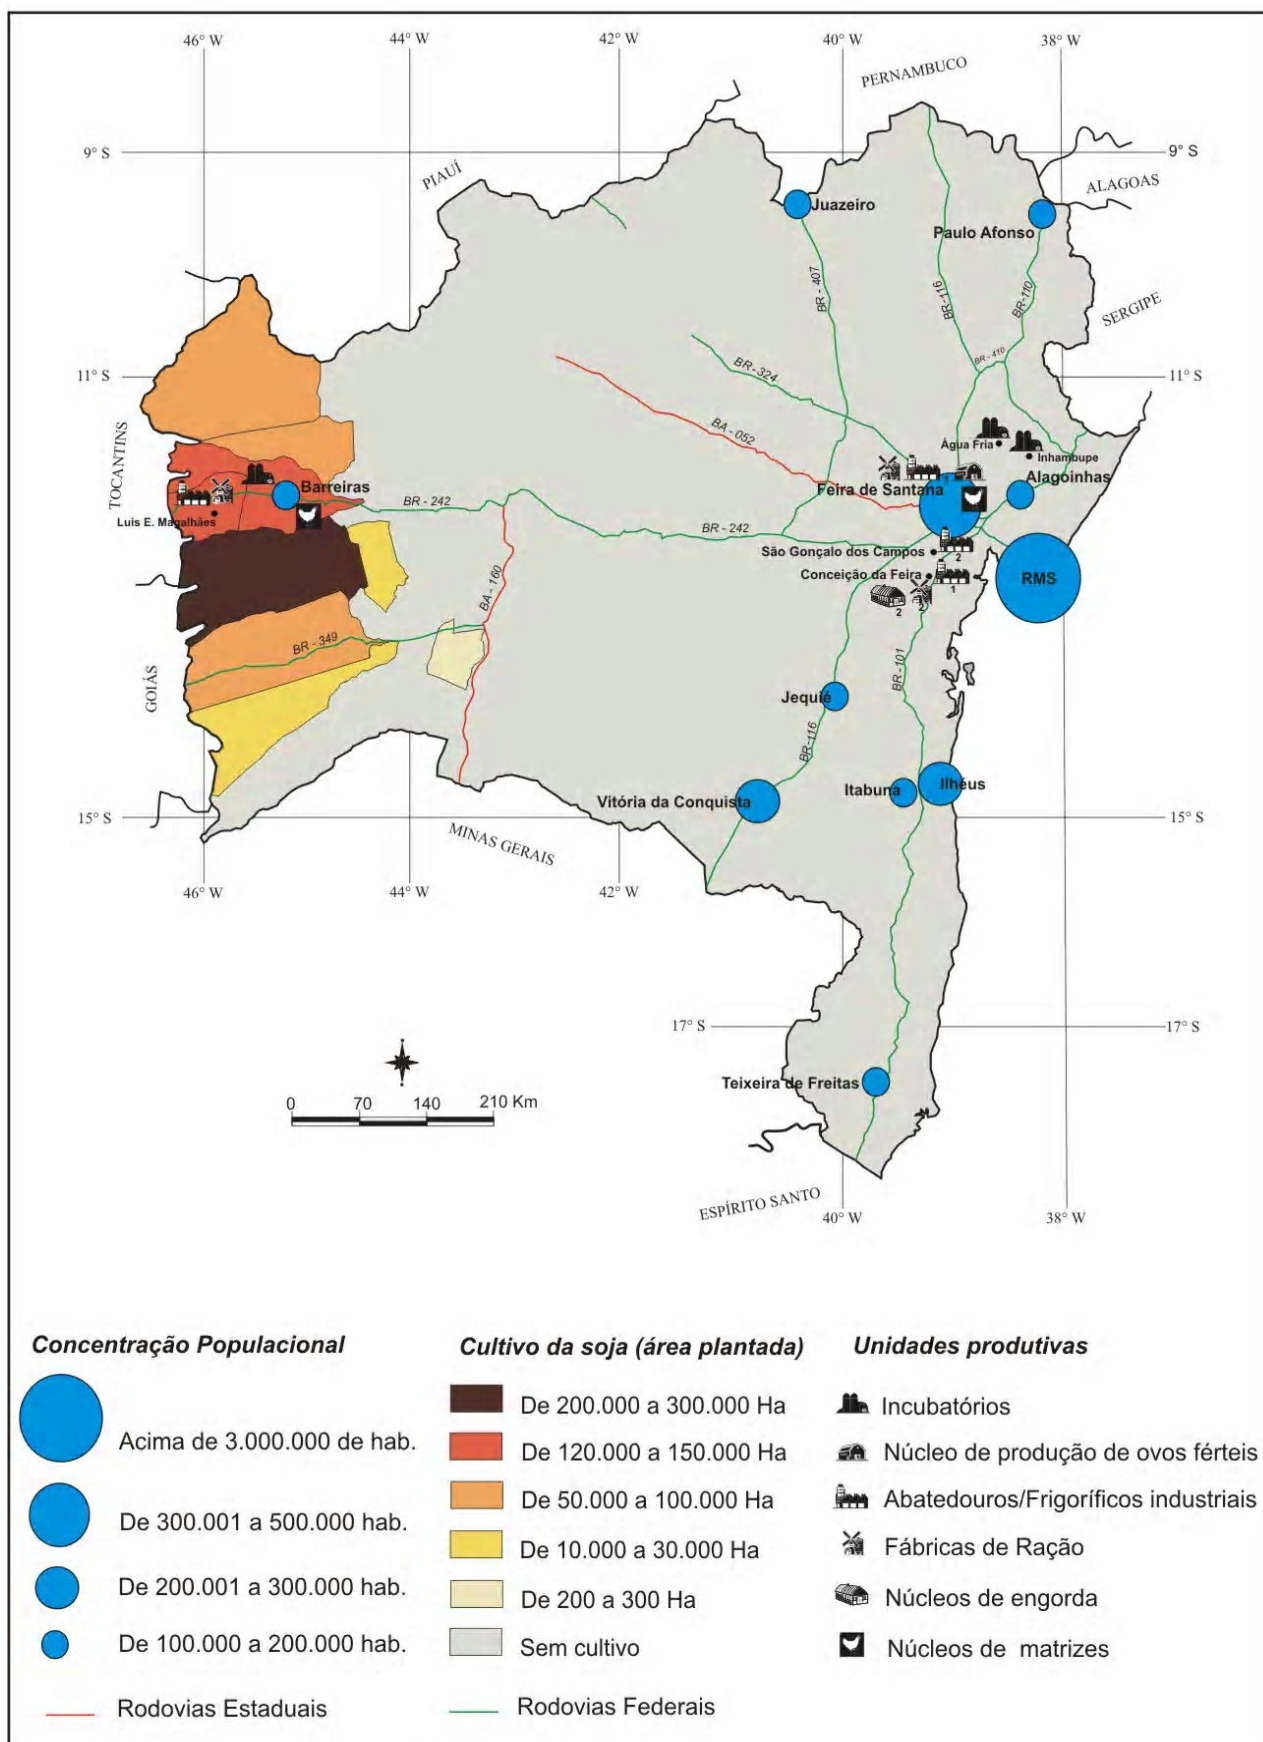 46° W
44° W
42° W
40° W
38° W
PERNAMBUCO
9° S
9° S
PIAUÍ
ALAGOAS
Juazeiro
Paulo Afonso
BR - 407
BR-116
BR-110
SERGIPE
BR - 410
11° S
11° S
BR - 324
BA - 052
TOCANTINS
Água Fria
Inhambupe
Barreiras
Feira de Santana
Alagoinhas
Luis E. Magalhães
BR - 242
BR - 242
São Gonçalo dos Campos
2
Conceição da Feira
1
RMS
2
2
BA - 160
BR - 349
BR - 101
GOIÁS
Jequié
BR - 116
Itabuna
Ilhéus
Vitória da Conquista
15° S
15° S
MINAS GERAIS
46° W
44° W
42° W
17° S
17° S
Teixeira de Freitas
0 70 140 210 Km
ESPÍRITO SANTO
40° W
38° W
Concentração Populacional
Acima de 3.000.000 de hab.
De 300.001 a 500.000 hab.
De 200.001 a 300.000 hab.
De 100.000 a 200.000 hab.
Rodovias Estaduais
Cultivo da soja (área plantada)
De 200.000 a 300.000 Ha
De 120.000 a 150.000 Ha
De 50.000 a 100.000 Ha
De 10.000 a 30.000 Ha
De 200 a 300 Ha
Sem cultivo
Rodovias Federais
Unidades produtivas
Incubatórios
Núcleo de produção de ovos férteis
Abatedouros/Frigoríficos industriais
Fábricas de Ração
Núcleos de engorda
Núcleos de matrizes